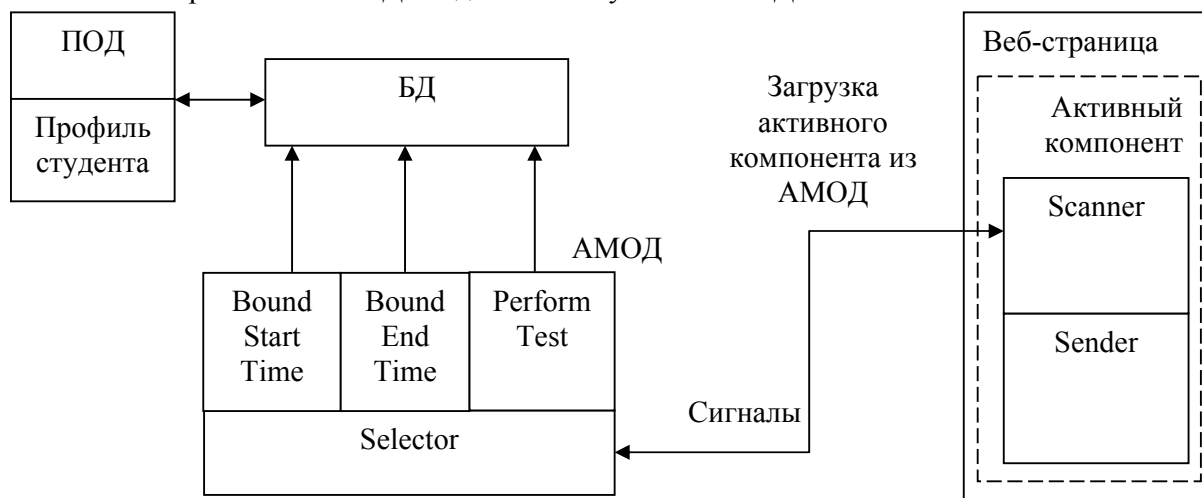 ПОД
Профиль
студента
БД
Загрузка
активного
компонента из
АМОД
Веб-страница
Активный
компонент
Scanner
Sender
АМОД
Bound
Start
Time
Bound
End
Time
Perform
Test
Selector
Сигналы